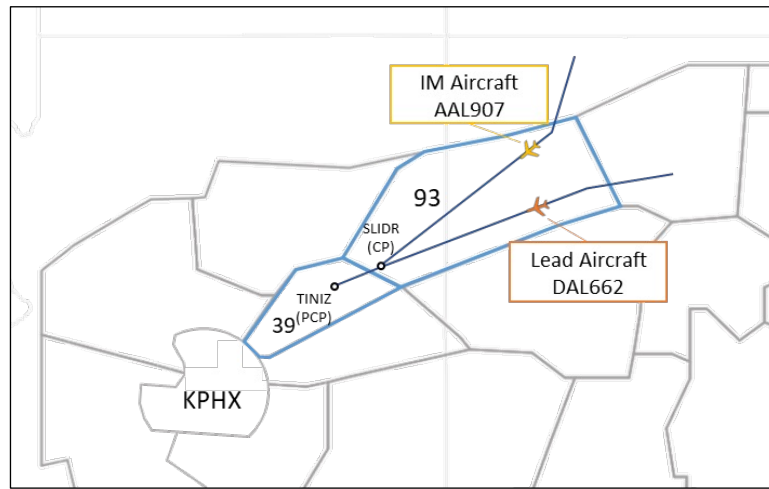 IM Aircraft
AAL907
93
SLIDR
(CP)
Lead Aircraft
DAL662
TINIZ
(PCP)
39
KPHX